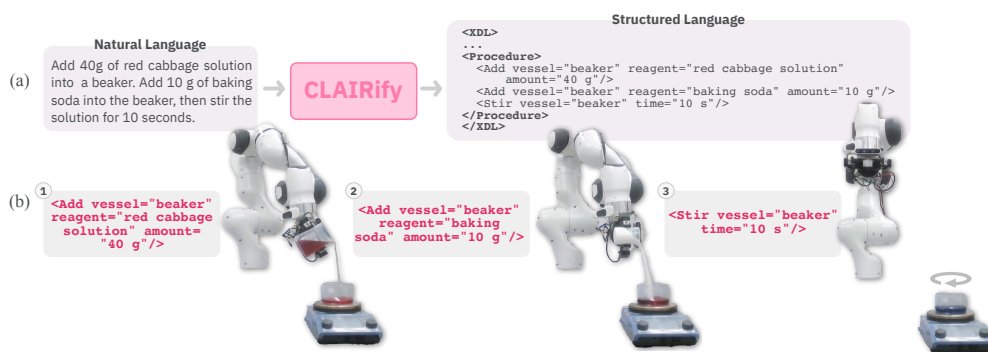 Natural Language
Structured Language
(a)
Add 40g of red cabbage solution
into a beaker. Add 10 g of baking
soda into the beaker, then stir the
solution for 10 seconds.
CLAIRify
<XDL>
...
<Procedure>
<Add vessel="beaker" reagent="red cabbage solution"
amount="40 g"/>
<Add vessel="beaker" reagent="baking soda" amount="10 g"/>
<Stir vessel="beaker" time="10 s"/>
</Procedure>
</XDL>
(b)
1
<Add vessel="beaker"
reagent="red cabbage
solution" amount=
"40 g"/>
2
<Add vessel="beaker"
reagent="baking
soda" amount="10 g"/>
3
<Stir vessel="beaker"
time="10 s"/>